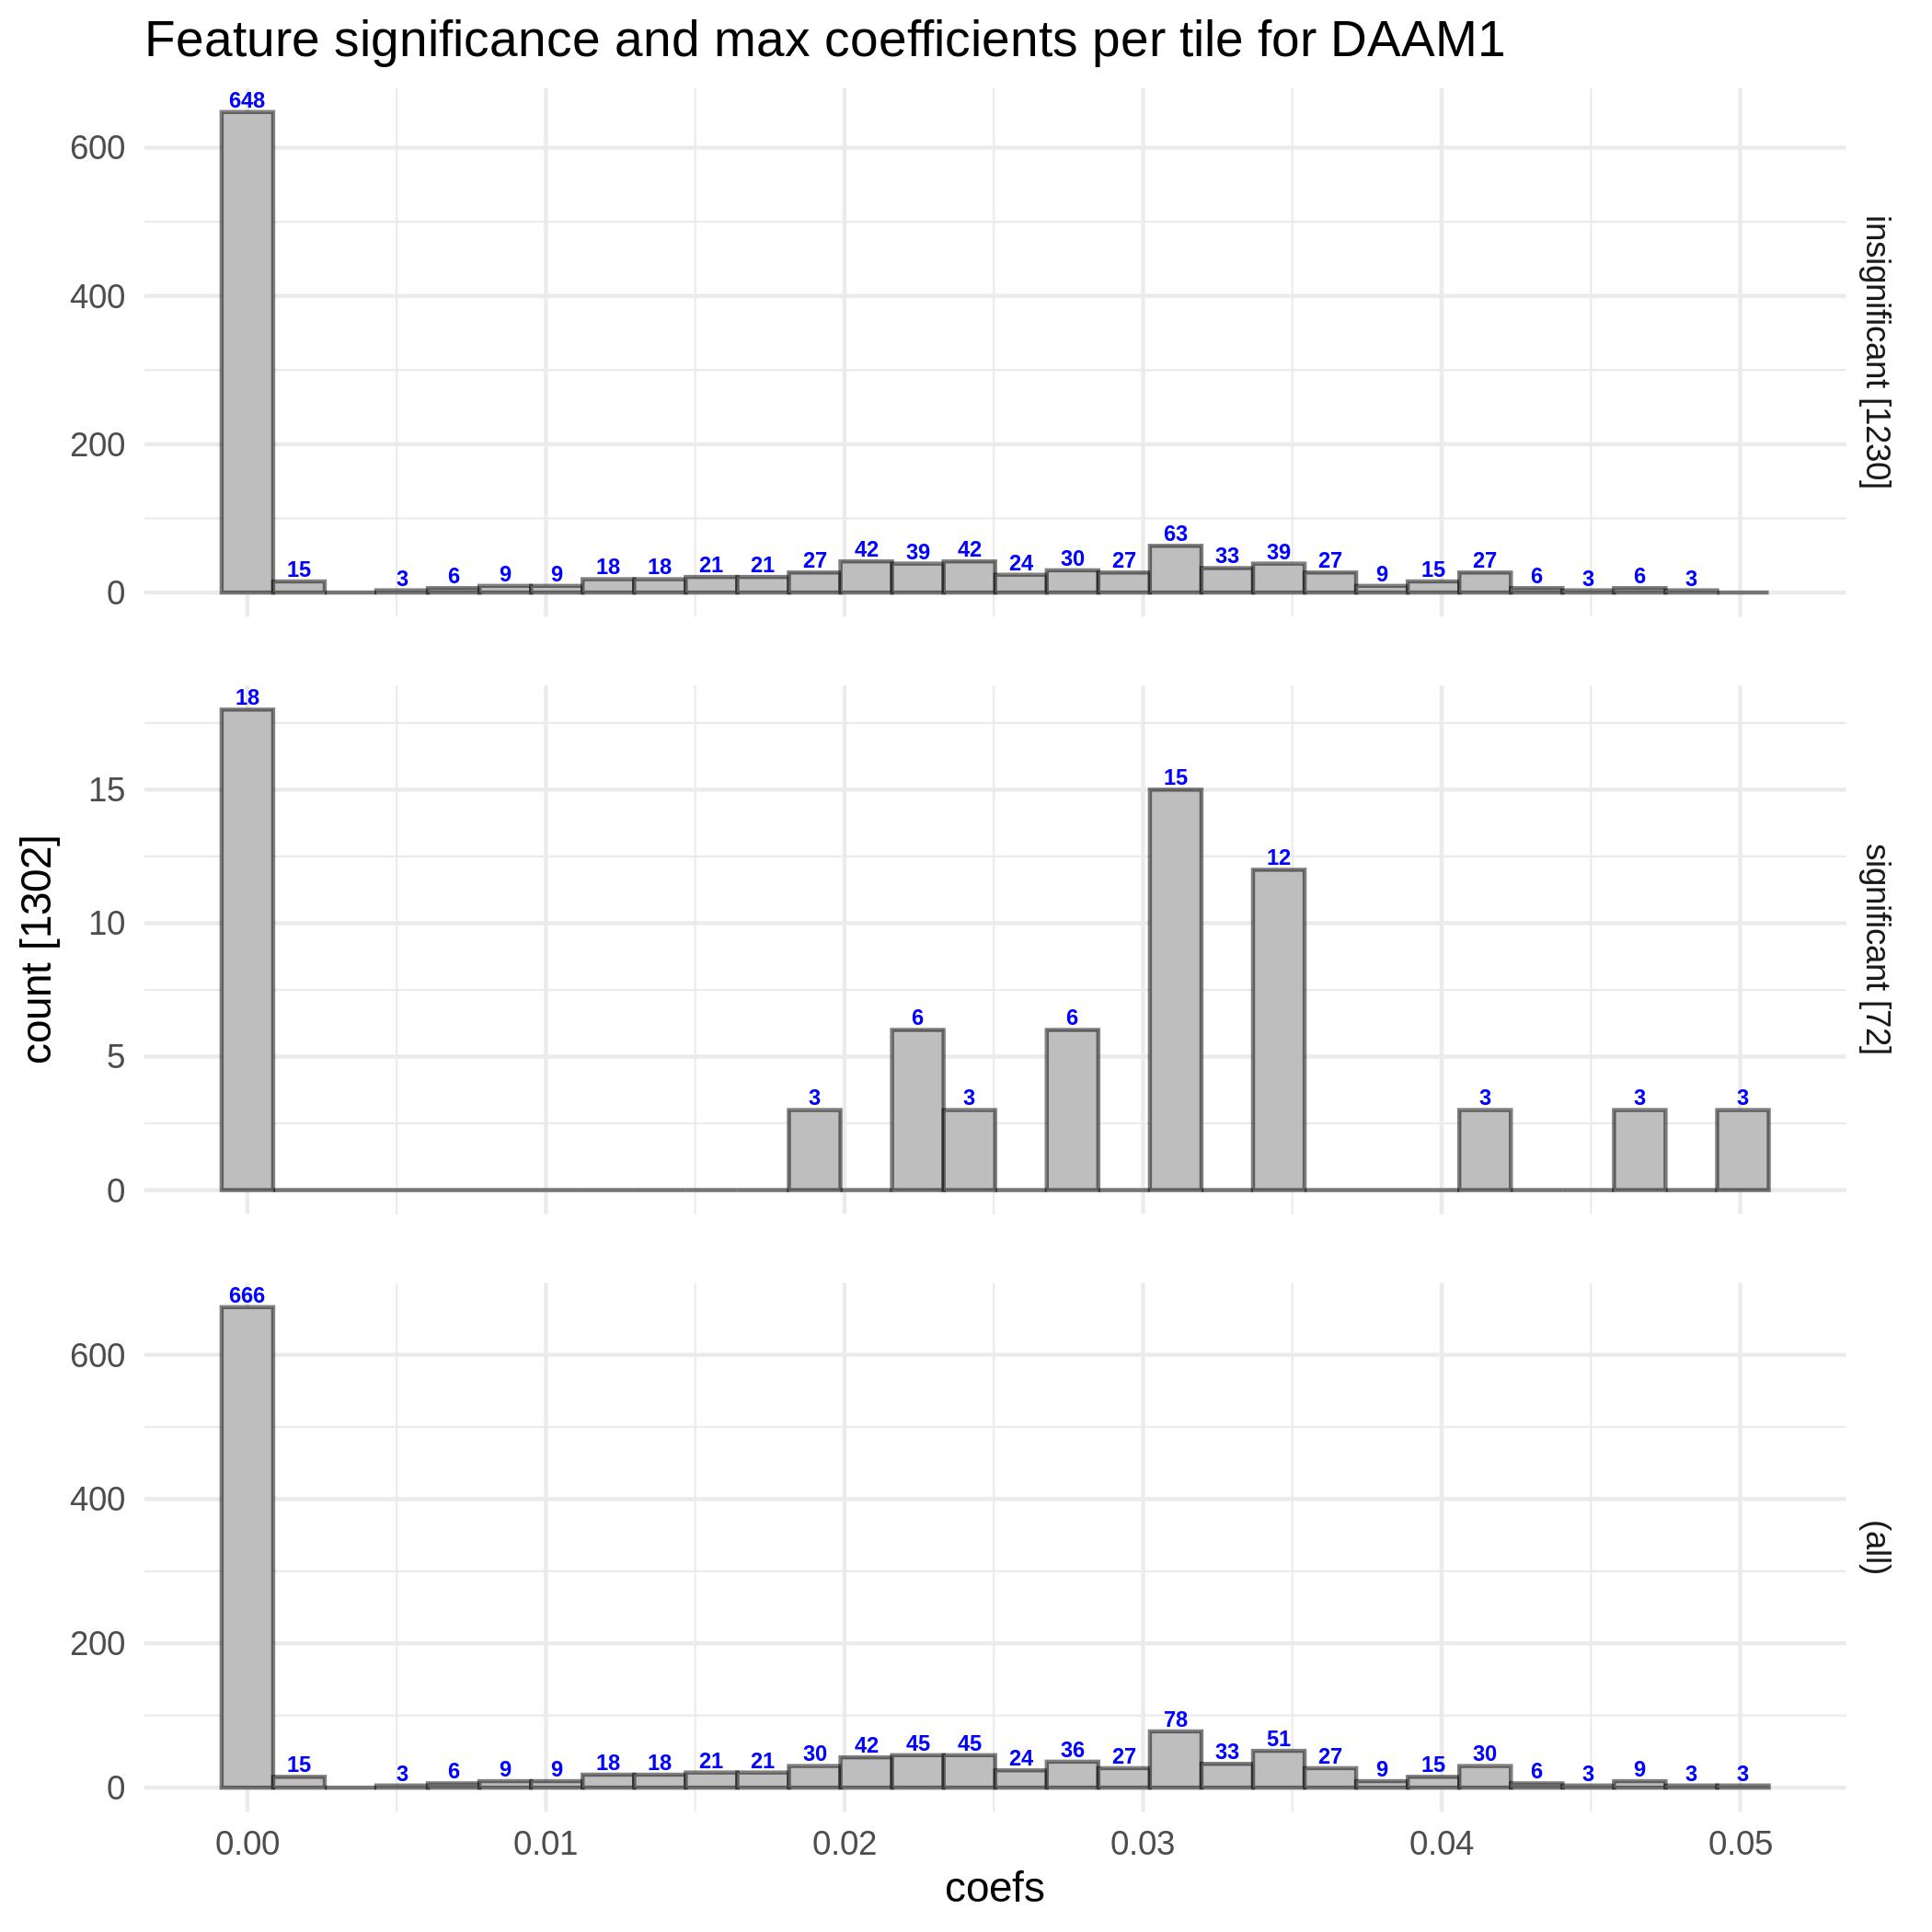 Feature significance and max coefficients per tile for DAAM1
648
600
400
200
0
15 3 6 9 9 18 18 21 21 27 42 39 42 24 30 27 63 33 39 27 9 15 27 6 3 6 3
insignificant [1230]
18
15
10
5
0
3 6 3 6 15 12 3 3 3
significant [72]
count [1302]
666
600
400
200
0
15 3 6 9 9 18 18 21 21 30 42 45 45 24 36 27 78 33 51 27 9 15 30 6 3 9 3 3
(all)
0.00 0.01 0.02 0.03 0.04 0.05
coefs